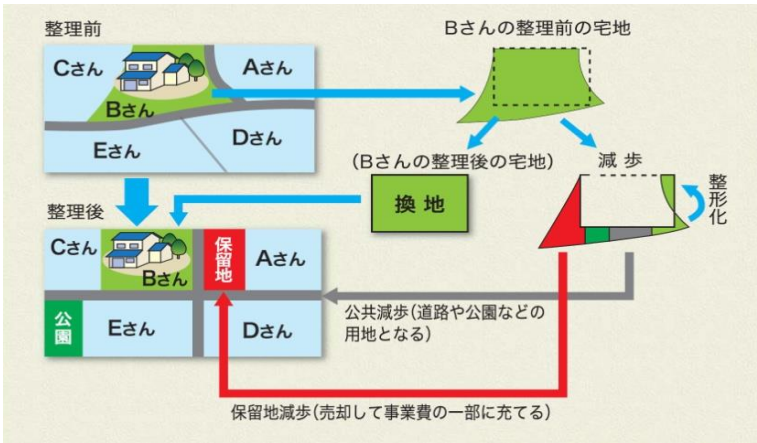 整理前
Cさん
Aさん
Bさん
Eさん
Dさん
Bさんの整理前の宅地
(Bさんの整理後の宅地)
減歩
換地
整形化
整理後
Cさん
Bさん
保留地
Aさん
公園
Eさん
Dさん
公共減歩(道路や公園などの
用地となる)
保留地減歩(売却して事業費の一部に充てる)